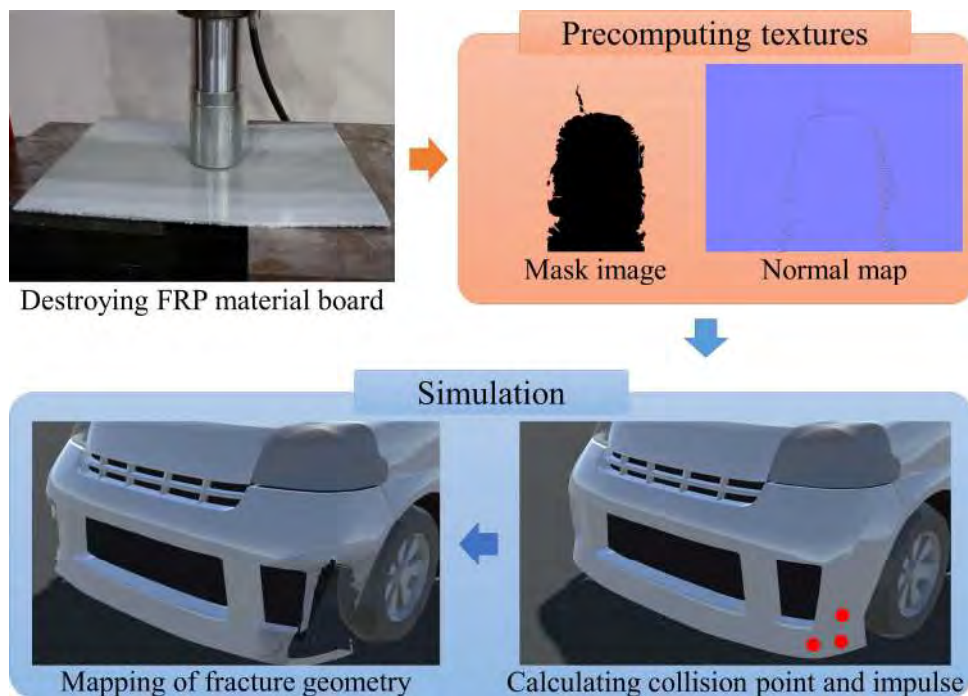 Destroying FRP material board
Precomputing textures
Mask image
Normal map
Simulation
Mapping of fracture geometry
Calculating collision point and impulse